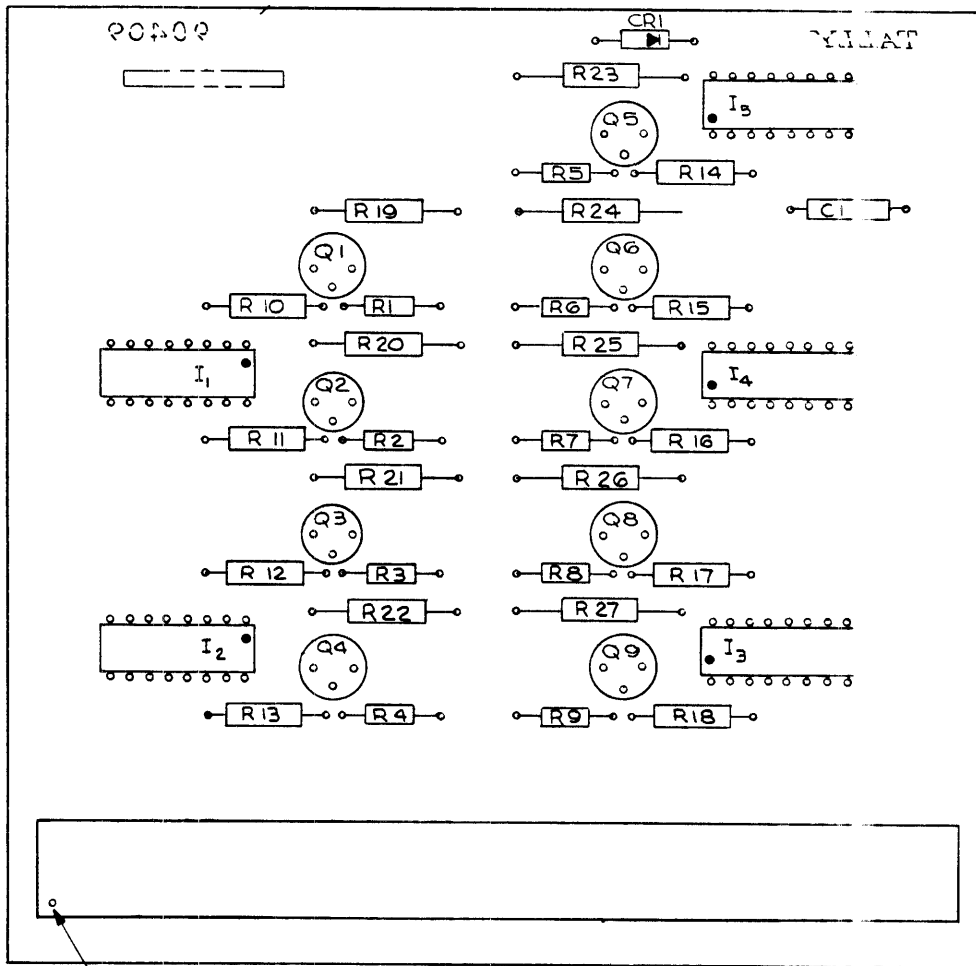 CR1
TALLY
R23
I5
Q5
R5 R14
R19 R24 C1
Q1 Q6
R10 R1 R6 R15
R20 R25
I1 I4
Q2 Q7
R11 R2 R7 R16
R21 R26
Q3 Q8
R12 R3 R8 R17
R22 R27
I2 I3
Q4 Q9
R13 R4 R9 R18